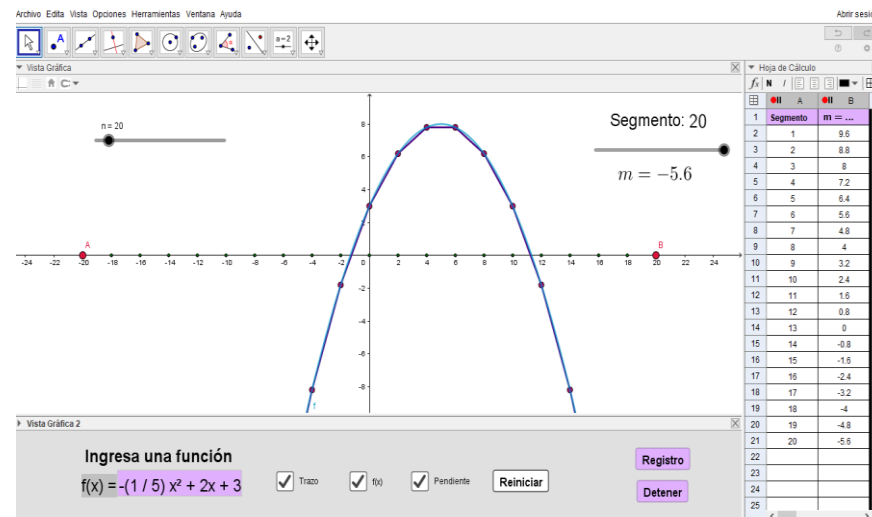 Archivo Edita Vista Opciones Herramientas Ventana Ayuda
Abrir sesi
A
a=2
Vista Gráfica
Hoja de Cálculo
n = 20
Segmento: 20
m = −5.6
8
6
4
2
-2
-4
-6
-8
A
B
-24 -22 -20 -18 -16 -14 -12 -10 -8 -6 -4 -2 0 2 4 6 8 10 12 14 16 18 20 22 24
f
fx N I
A B
1 Segmento m = ...
2 1 9.6
3 2 8.8
4 3 8
5 4 7.2
6 5 6.4
7 6 5.6
8 7 4.8
9 8 4
10 9 3.2
11 10 2.4
12 11 1.6
13 12 0.8
14 13 0
15 14 -0.8
16 15 -1.6
17 16 -2.4
18 17 -3.2
19 18 -4
20 19 -4.8
21 20 -5.6
22
23
24
25
Vista Gráfica 2
Ingresa una función
f(x) = -(1 / 5) x² + 2x + 3
Trazo
f(x)
Pendiente
Reiniciar
Registro
Detener